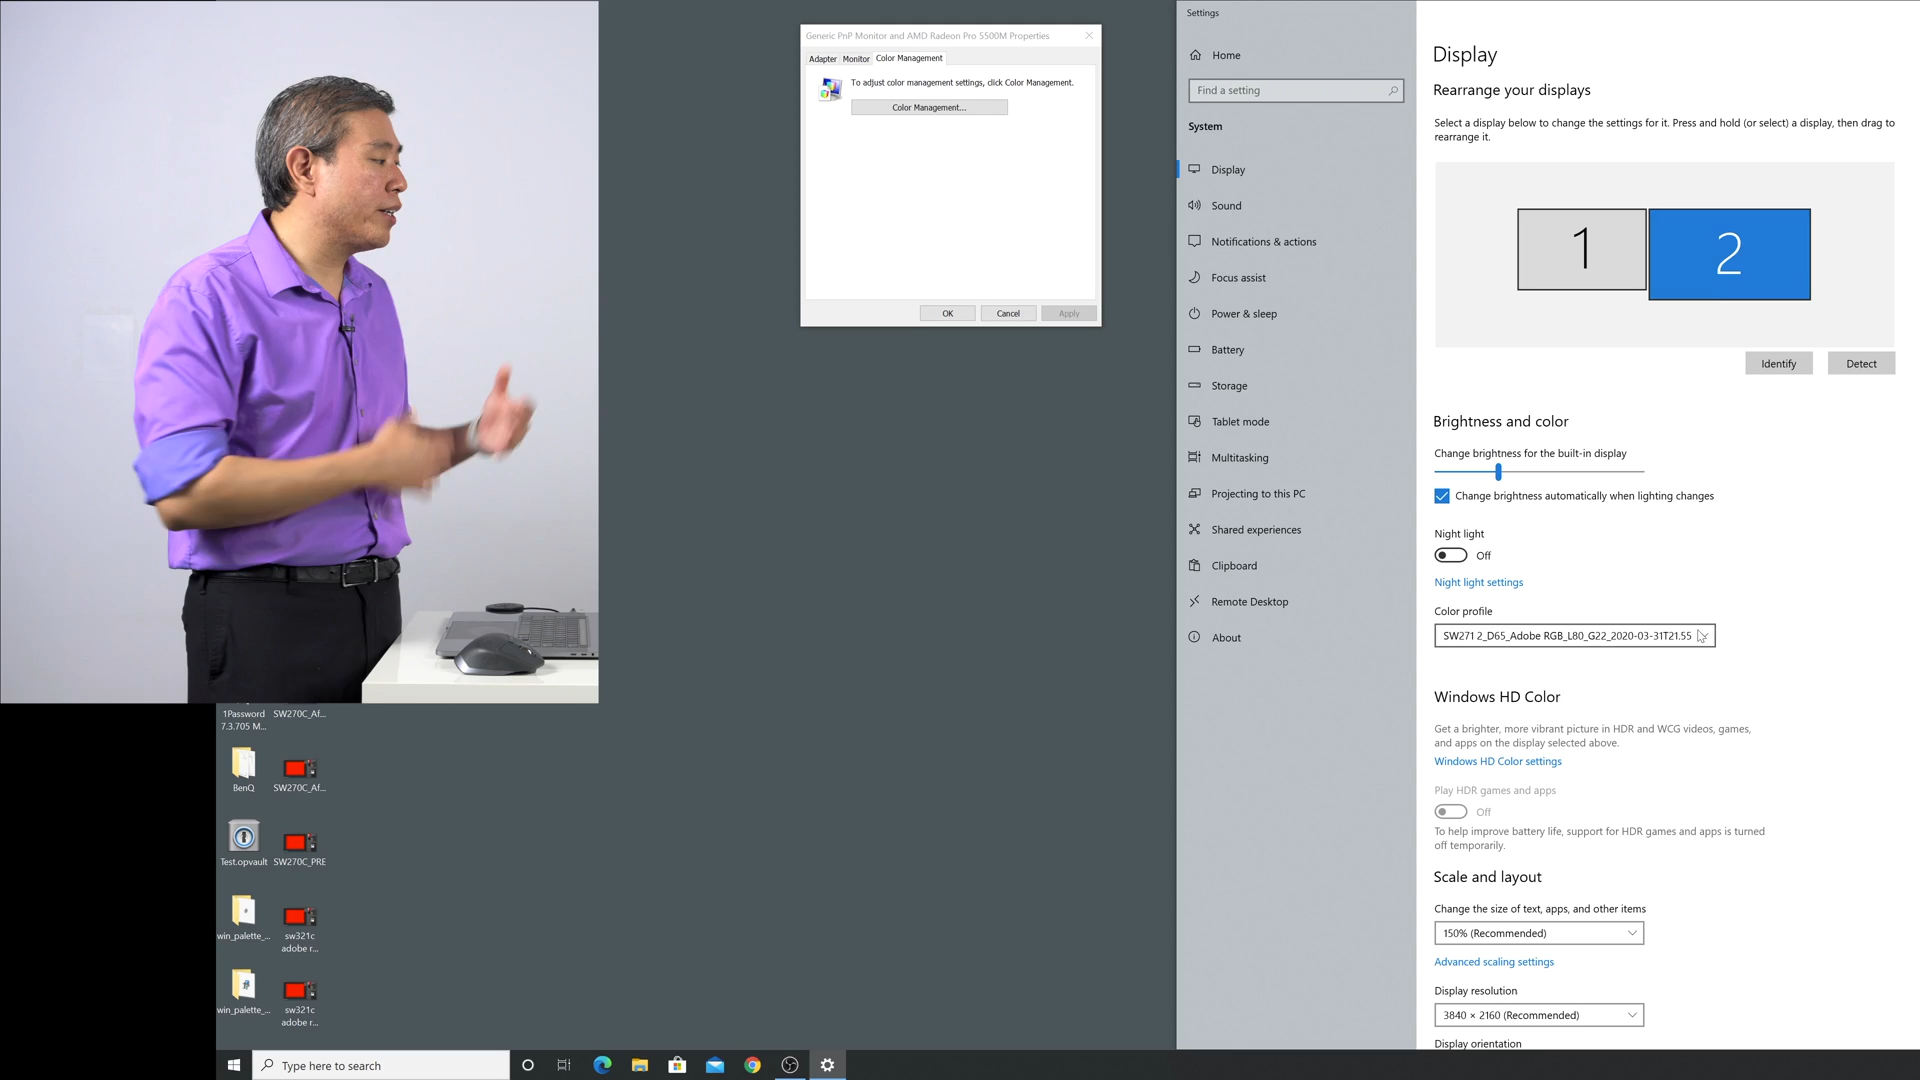 Generic PnP Monitor and AMD Radeon Pro 5500M Properties
Adapter Monitor Color Management
To adjust color management settings, click Color Management.
Color Management...
OK Cancel Apply
Settings
Home
Find a setting
System
Display
Sound
Notifications & actions
Focus assist
Power & sleep
Battery
Storage
Tablet mode
Multitasking
Projecting to this PC
Shared experiences
Clipboard
Remote Desktop
About
Display
Rearrange your displays
Select a display below to change the settings for it. Press and hold (or select) a display, then drag to
rearrange it.
1 2
Identify Detect
Brightness and color
Change brightness for the built-in display
Change brightness automatically when lighting changes
Night light
Off
Night light settings
Color profile
SW271 2_D65_Adobe RGB_L80_G22_2020-03-31T21.55
Windows HD Color
Get a brighter, more vibrant picture in HDR and WCG videos, games,
and apps on the display selected above.
Windows HD Color settings
Play HDR games and apps
Off
To help improve battery life, support for HDR games and apps is turned
off temporarily.
Scale and layout
Change the size of text, apps, and other items
150% (Recommended)
Advanced scaling settings
Display resolution
3840 × 2160 (Recommended)
Display orientation
1Password
7.3.705 M...
SW270C_Af...
BenQ
SW270C_Af...
Test.opvault
SW270C_PRE
win_palette_...
sw321c
adobe r...
win_palette_...
sw321c
adobe r...
Type here to search